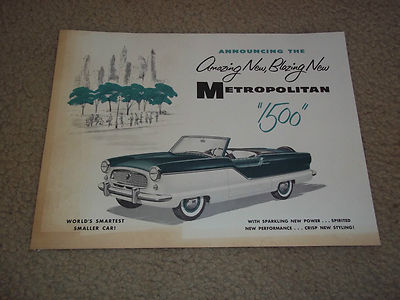 ANNOUNCING THE
Amazing New, Blazing New
METROPOLITAN
"1500"
WORLD'S SMARTEST
SMALLER CAR!
WITH SPARKLING NEW POWER . . . SPIRITED
NEW PERFORMANCE . . . CRISP NEW STYLING!